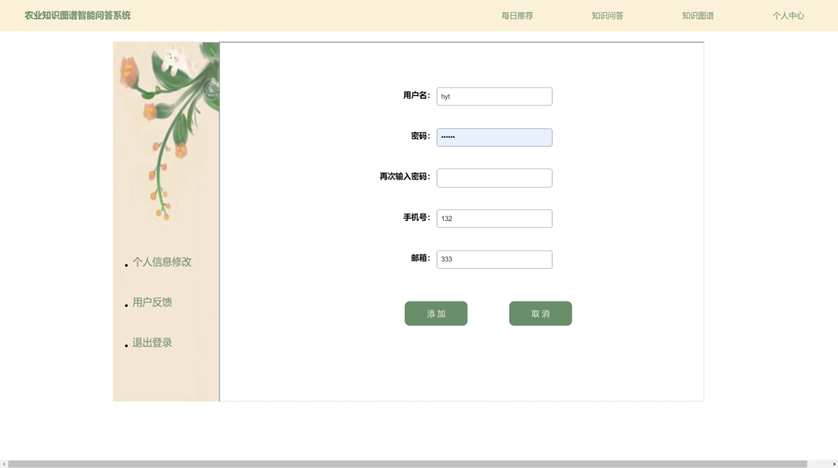 农业知识图谱智能问答系统
每日推荐 知识问答 知识图谱 个人中心
用户名： hyt
密码： ••••••
再次输入密码：
手机号： 132
邮箱： 333
添 加 取 消
个人信息修改
用户反馈
退出登录